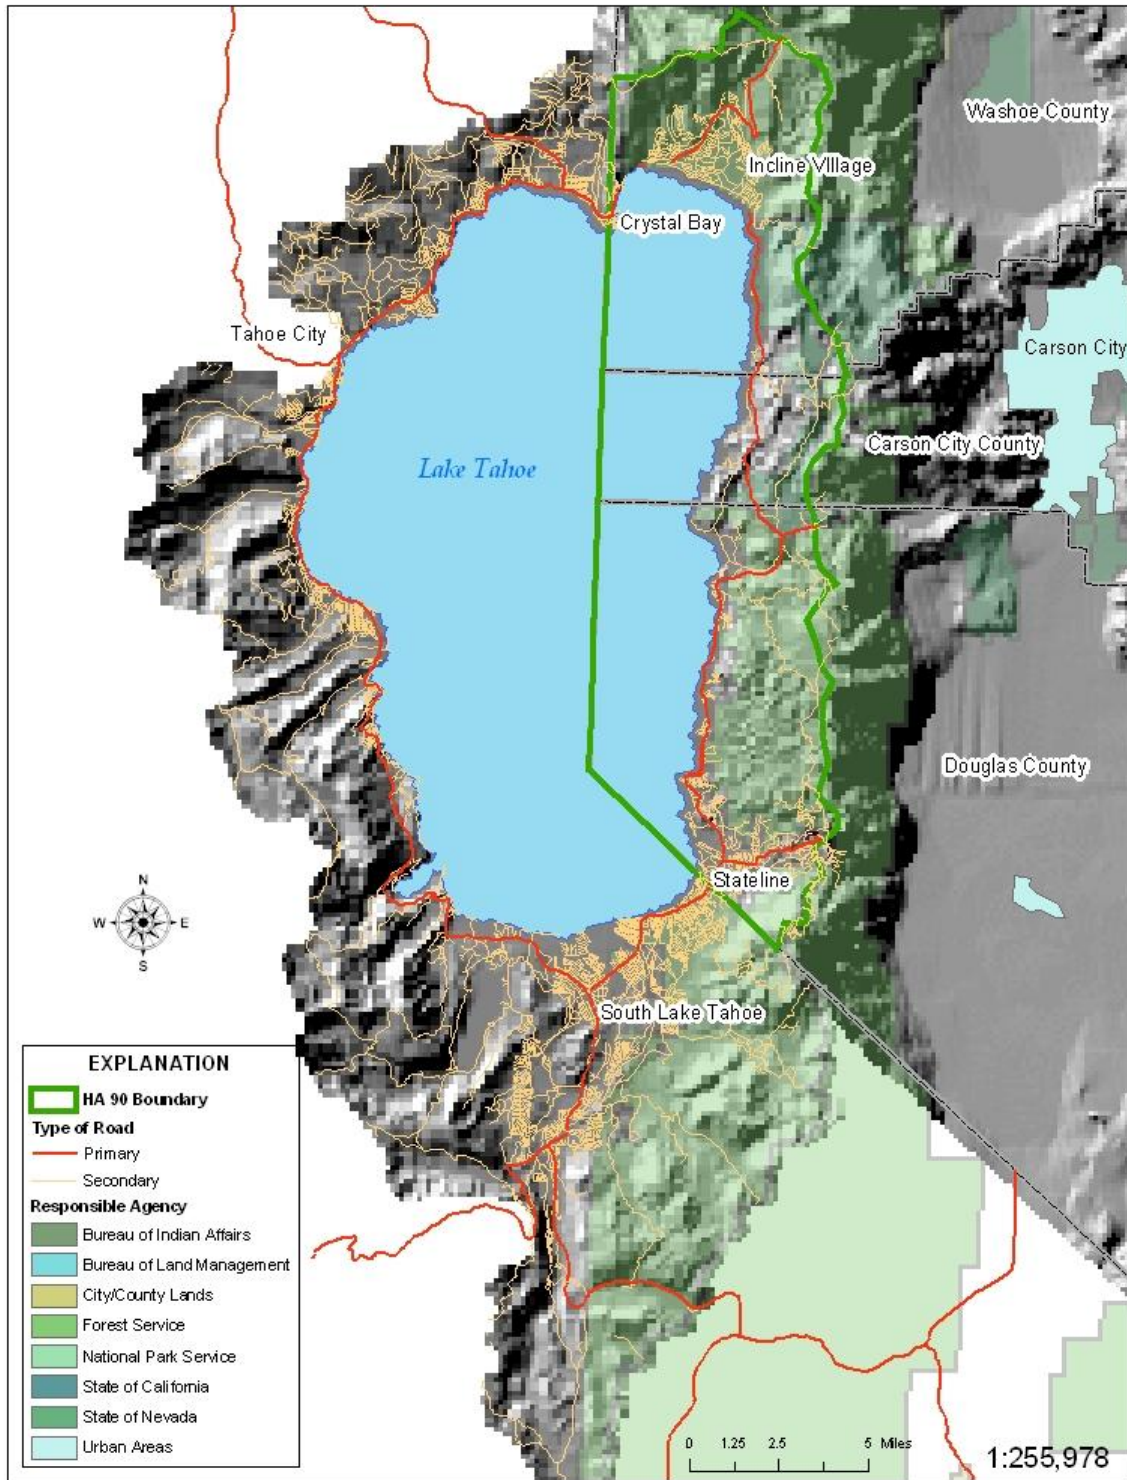 Washoe County
Incline VIllage
Crystal Bay
Tahoe City
Carson City
Carson City County
Lake Tahoe
Douglas County
Stateline
N
W E
S
South Lake Tahoe
EXPLANATION
HA 90 Boundary
Type of Road
Primary
Secondary
Responsible Agency
Bureau of Indian Affairs
Bureau of Land Management
City/County Lands
Forest Service
National Park Service
State of California
State of Nevada
Urban Areas
0 1.25 2.5 5 Miles
1:255,978